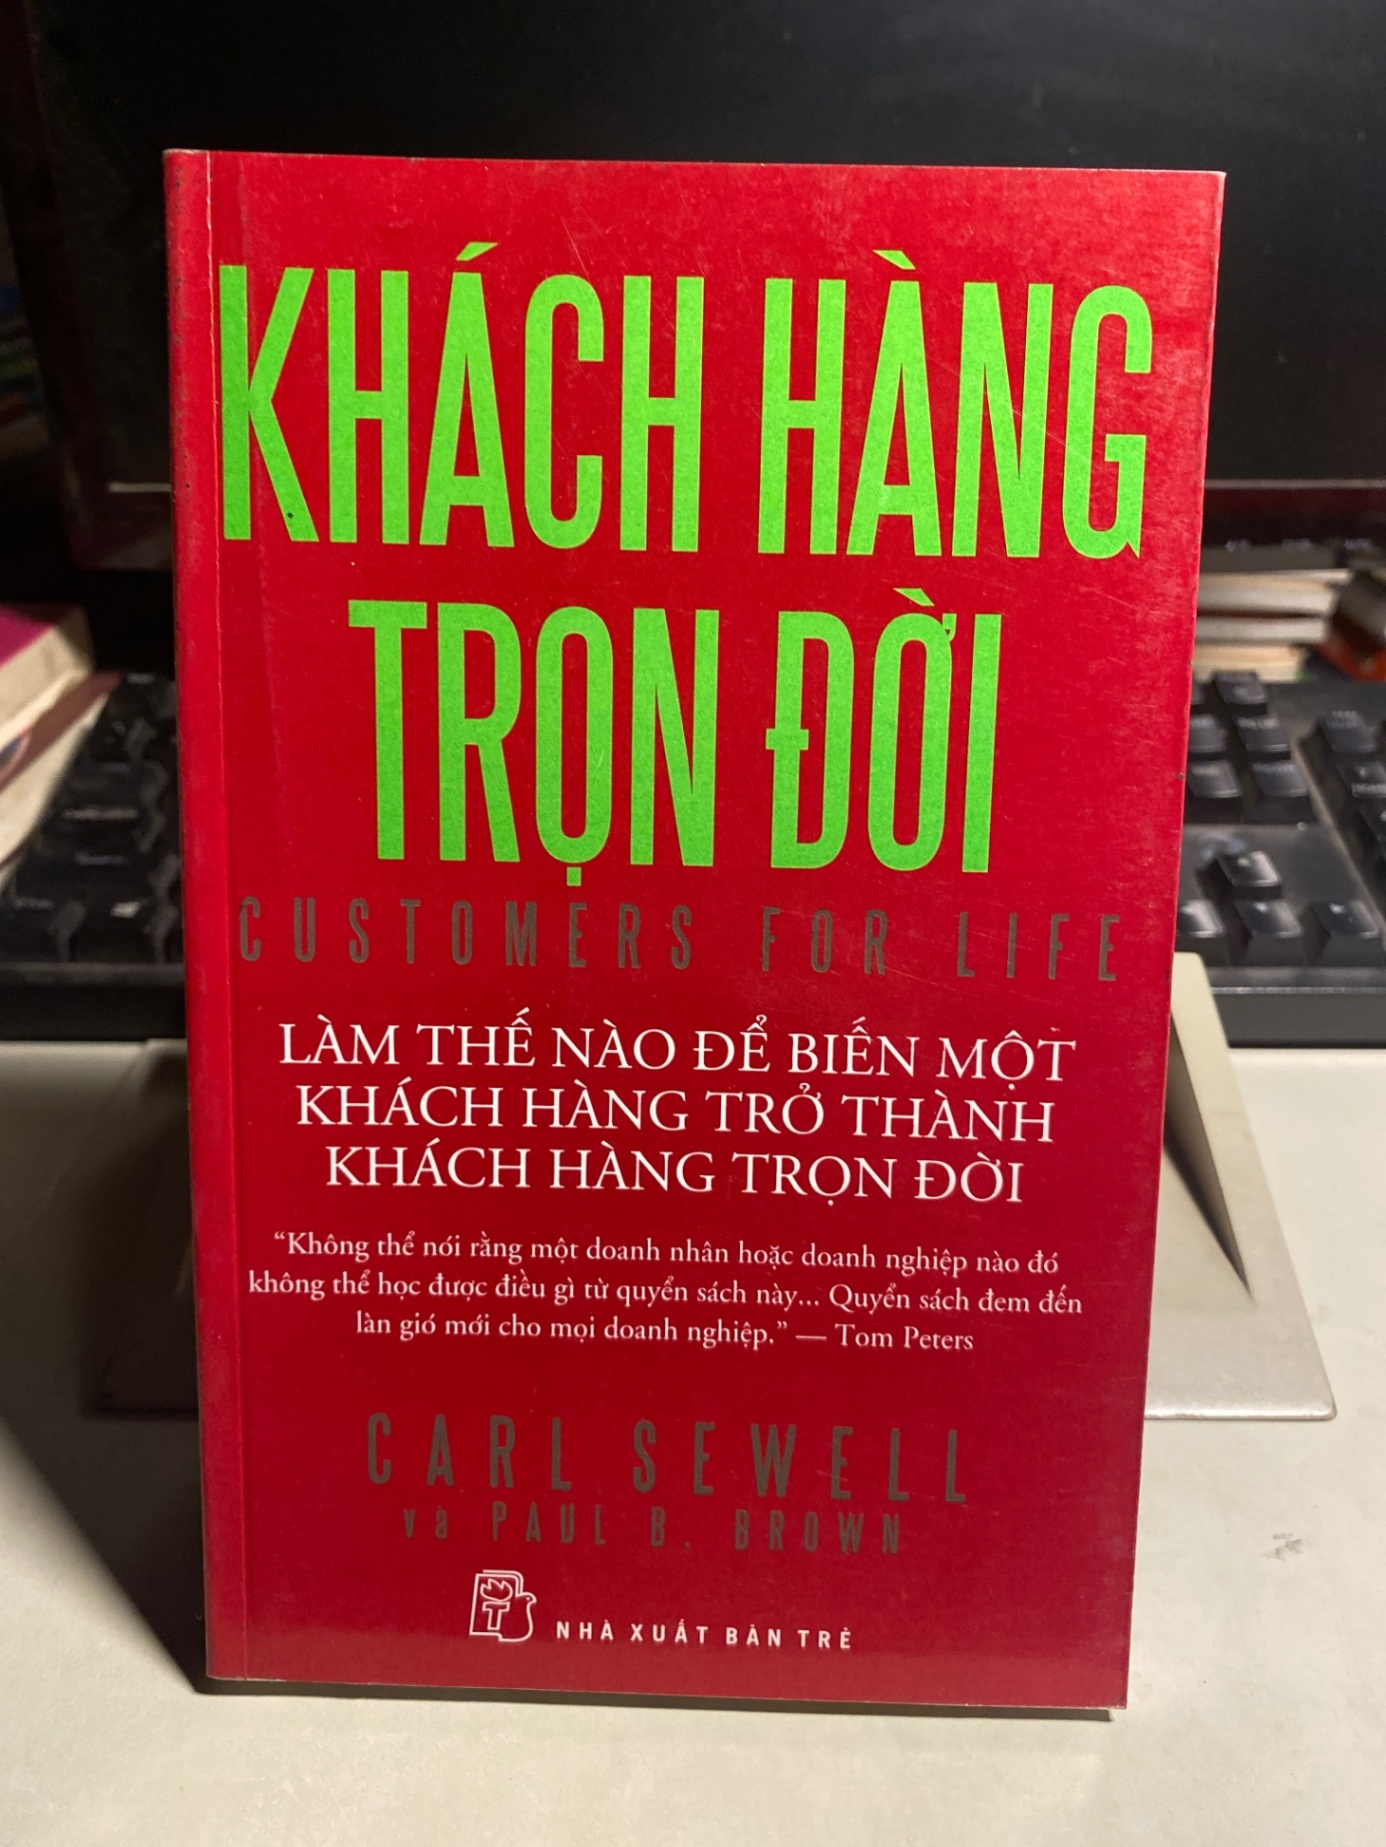 KHÁCH HÀNG
TRỌN ĐỜI
CUSTOMERS FOR LIFE
LÀM THẾ NÀO ĐỂ BIẾN MỘT
KHÁCH HÀNG TRỞ THÀNH
KHÁCH HÀNG TRỌN ĐỜI
“Không thể nói rằng một doanh nhân hoặc doanh nghiệp nào đó
không thể học được điều gì từ quyển sách này... Quyển sách đem đến
làn gió mới cho mọi doanh nghiệp.” — Tom Peters
CARL SEWELL
và PAUL B. BROWN
NHÀ XUẤT BẢN TRẺ